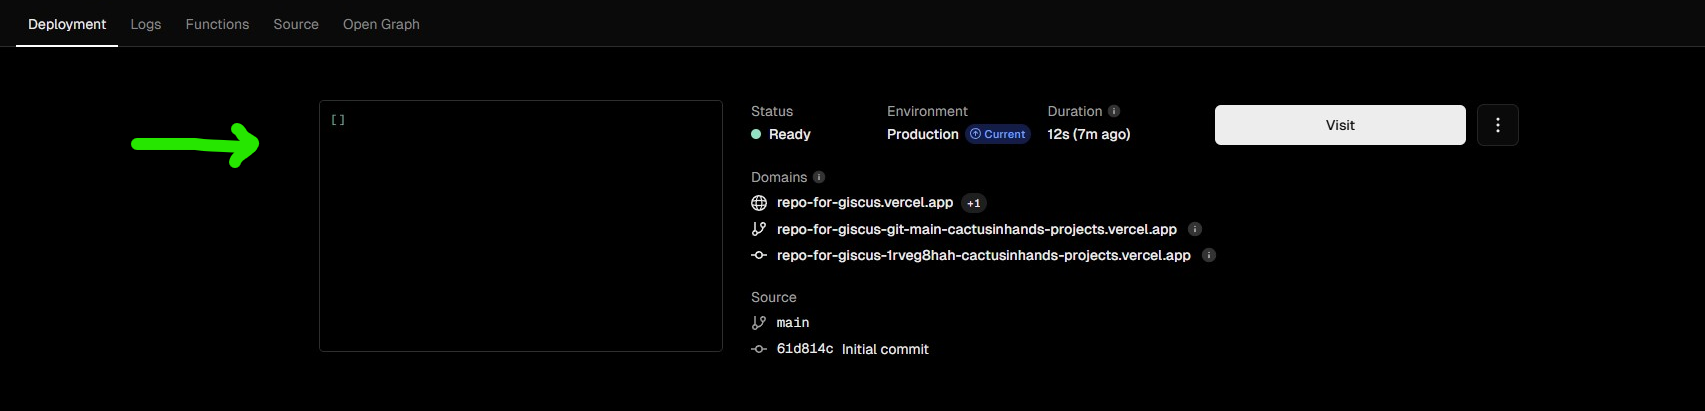 Deployment Logs Functions Source Open Graph
[]
Status Environment Duration
Ready Production Current 12s (7m ago)
Visit
Domains
repo-for-giscus.vercel.app +1
repo-for-giscus-git-main-cactusinhands-projects.vercel.app
repo-for-giscus-1rveg8hah-cactusinhands-projects.vercel.app
Source
main
61d814c Initial commit